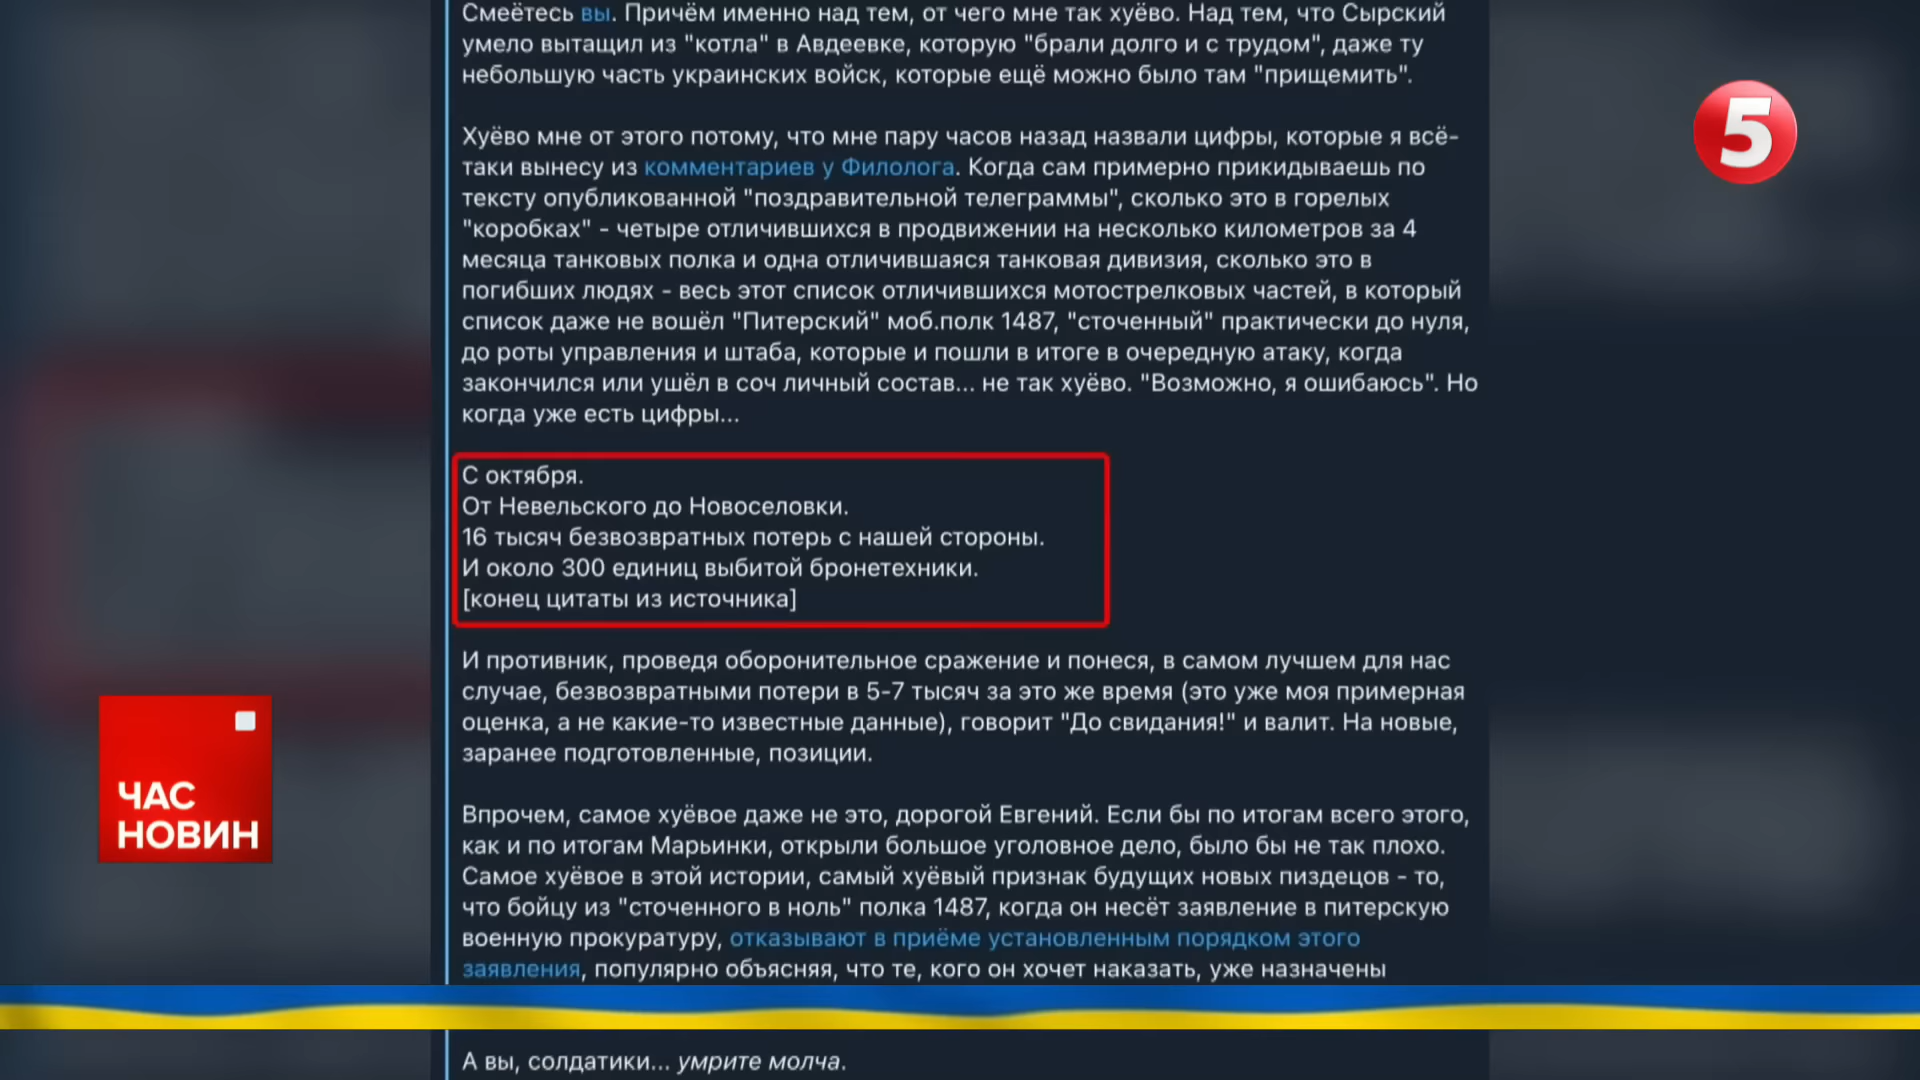 Смеётесь вы. Причём именно над тем, от чего мне так хуёво. Над тем, что Сырский
умело вытащил из "котла" в Авдеевке, которую "брали долго и с трудом", даже ту
небольшую часть украинских войск, которые ещё можно было там "прищемить".
Хуёво мне от этого потому, что мне пару часов назад назвали цифры, которые я всё-
таки вынесу из комментариев у Филолога. Когда сам примерно прикидываешь по
тексту опубликованной "поздравительной телеграммы", сколько это в горелых
"коробках" - четыре отличившихся в продвижении на несколько километров за 4
месяца танковых полка и одна отличившаяся танковая дивизия, сколько это в
погибших людях - весь этот список отличившихся мотострелковых частей, в который
список даже не вошёл "Питерский" моб.полк 1487, "сточенный" практически до нуля,
до роты управления и штаба, которые и пошли в итоге в очередную атаку, когда
закончился или ушёл в соч личный состав... не так хуёво. "Возможно, я ошибаюсь". Но
когда уже есть цифры...
С октября.
От Невельского до Новоселовки.
16 тысяч безвозвратных потерь с нашей стороны.
И около 300 единиц выбитой бронетехники.
[конец цитаты из источника]
И противник, проведя оборонительное сражение и понеся, в самом лучшем для нас
случае, безвозвратными потери в 5-7 тысяч за это же время (это уже моя примерная
оценка, а не какие-то известные данные), говорит "До свидания!" и валит. На новые,
заранее подготовленные, позиции.
Впрочем, самое хуёвое даже не это, дорогой Евгений. Если бы по итогам всего этого,
как и по итогам Марьинки, открыли большое уголовное дело, было бы не так плохо.
Самое хуёвое в этой истории, самый хуёвый признак будущих новых пиздецов - то,
что бойцу из "сточенного в ноль" полка 1487, когда он несёт заявление в питерскую
военную прокуратуру, отказывают в приёме установленным порядком этого
заявления, популярно объясняя, что те, кого он хочет наказать, уже назначены
А вы, солдатики... умрите молча.
5
ЧАС
НОВИН